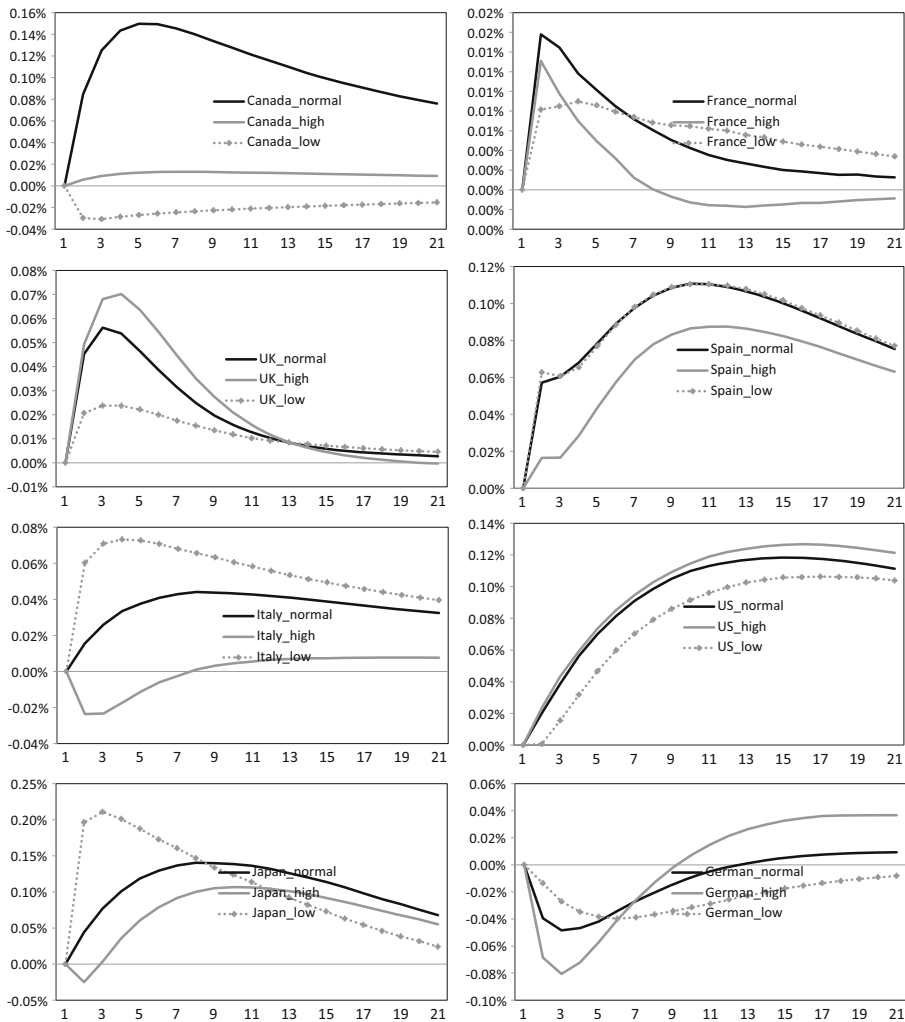 0.16%
0.14%
0.12%
0.10%
0.08%
0.06%
0.04%
0.02%
0.00%
-0.02%
-0.04%
Canada_normal
Canada_high
Canada_low
1 3 5 7 9 11 13 15 17 19 21
0.02%
0.02%
0.01%
0.01%
0.01%
0.01%
0.01%
0.00%
0.00%
0.00%
0.00%
France_normal
France_high
France_low
1 3 5 7 9 11 13 15 17 19 21
0.08%
0.07%
0.06%
0.05%
0.04%
0.03%
0.02%
0.01%
0.00%
-0.01%
UK_normal
UK_high
UK_low
1 3 5 7 9 11 13 15 17 19 21
0.12%
0.10%
0.08%
0.06%
0.04%
0.02%
0.00%
Spain_normal
Spain_high
Spain_low
1 3 5 7 9 11 13 15 17 19 21
0.08%
0.06%
0.04%
0.02%
0.00%
-0.02%
-0.04%
Italy_normal
Italy_high
Italy_low
1 3 5 7 9 11 13 15 17 19 21
0.14%
0.12%
0.10%
0.08%
0.06%
0.04%
0.02%
0.00%
US_normal
US_high
US_low
1 3 5 7 9 11 13 15 17 19 21
0.25%
0.20%
0.15%
0.10%
0.05%
0.00%
-0.05%
Japan_normal
Japan_high
Japan_low
1 3 5 7 9 11 13 15 17 19 21
0.06%
0.04%
0.02%
0.00%
-0.02%
-0.04%
-0.06%
-0.08%
-0.10%
German_normal
German_high
German_low
1 3 5 7 9 11 13 15 17 19 21